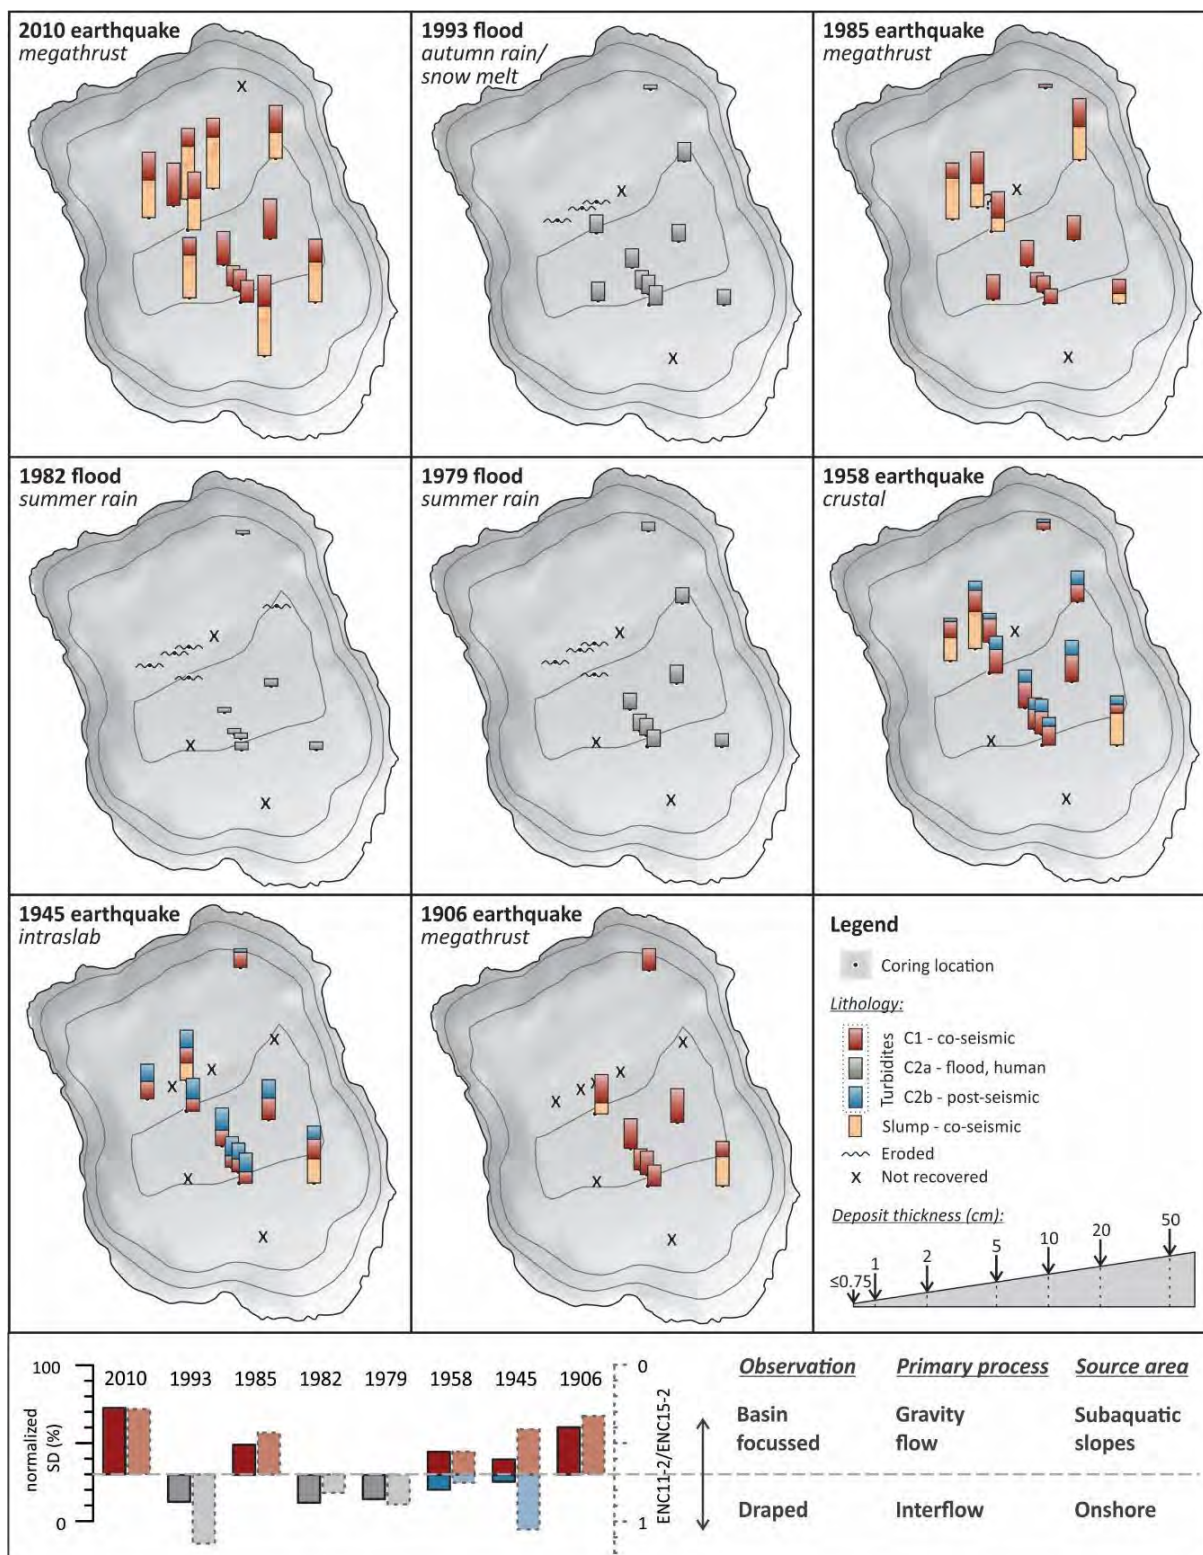 2010 earthquake
megathrust
X
1993 flood
autumn rain/
snow melt
X
X
1985 earthquake
megathrust
X
?
X
1982 flood
summer rain
X
X
X
1979 flood
summer rain
X
X
X
1958 earthquake
crustal
X
X
X
1945 earthquake
intraslab
X
X
X
X
X
1906 earthquake
megathrust
X
X
X
X
X
X
Legend
Coring location
Lithology:
Turbidites
C1 - co-seismic
C2a - flood, human
C2b - post-seismic
Slump - co-seismic
Eroded
X Not recovered
Deposit thickness (cm):
≤0.75 1 2 5 10 20 50
100
0
normalized
SD (%)
2010 1993 1985 1982 1979 1958 1945 1906
0
1
ENC11-2/ENC15-2
Observation Primary process Source area
Basin focussed
Gravity flow
Subaquatic slopes
Draped Interflow Onshore